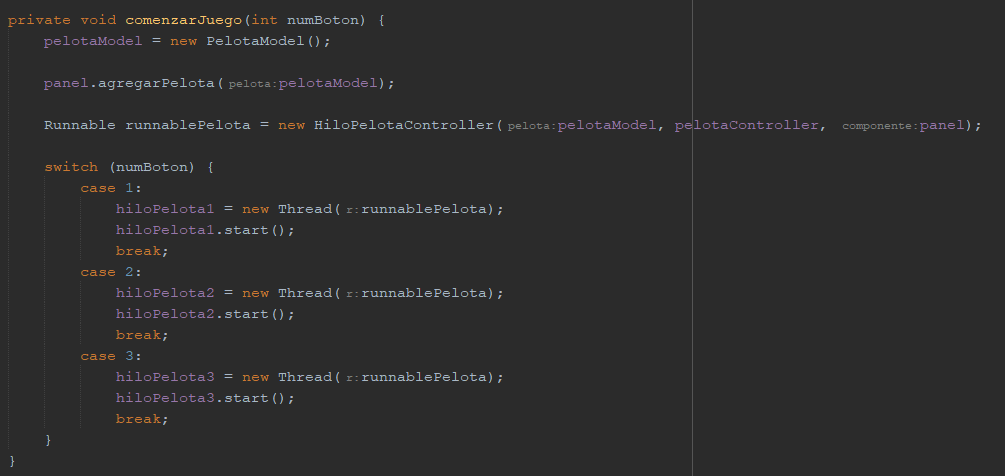 private void comenzarJuego(int numBoton) {
pelotaModel = new PelotaModel();
panel.agregarPelota( pelota: pelotaModel);
Runnable runnablePelota = new HiloPelotaController( pelota: pelotaModel, pelotaController, componente: panel);
switch (numBoton) {
case 1:
hiloPelota1 = new Thread( r: runnablePelota);
hiloPelota1.start();
break;
case 2:
hiloPelota2 = new Thread( r: runnablePelota);
hiloPelota2.start();
break;
case 3:
hiloPelota3 = new Thread( r: runnablePelota);
hiloPelota3.start();
break;
}
}